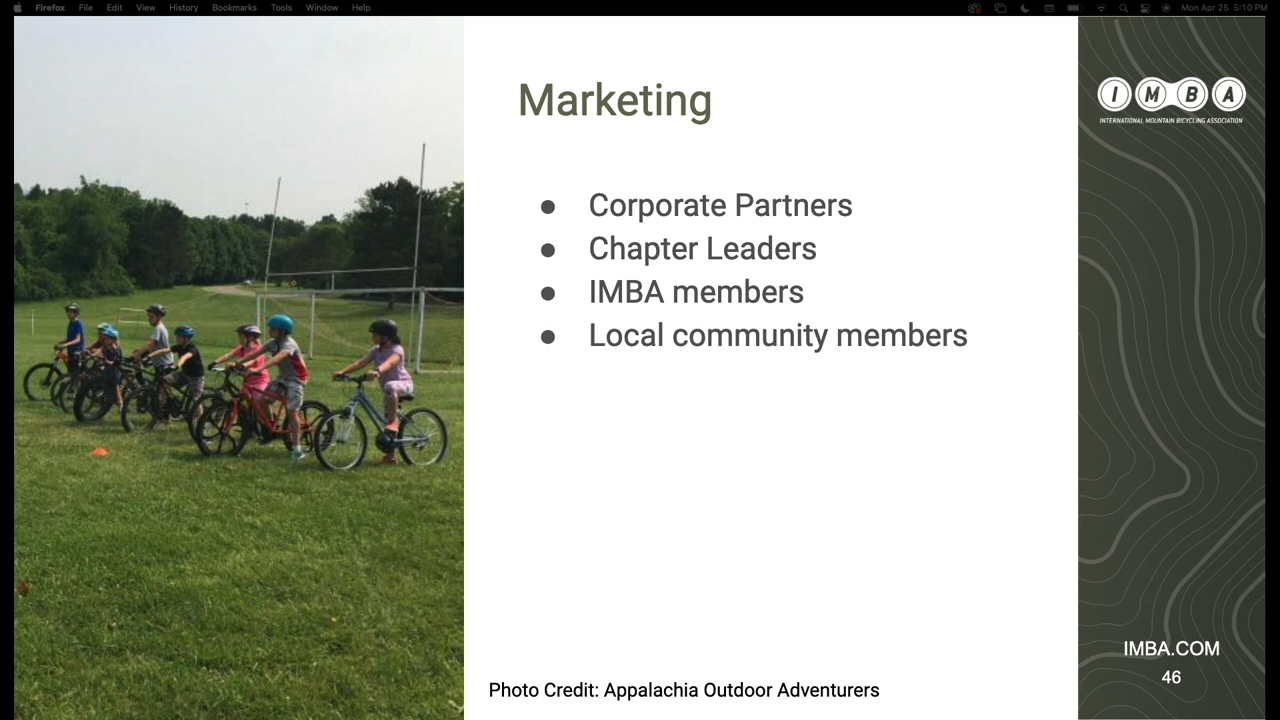 Firefox File Edit View History Bookmarks Tools Window Help Mon Apr 25 5:10 PM
Marketing
● Corporate Partners
● Chapter Leaders
● IMBA members
● Local community members
Photo Credit: Appalachia Outdoor Adventurers
IMBA
INTERNATIONAL MOUNTAIN BICYCLING ASSOCIATION
IMBA.COM
46